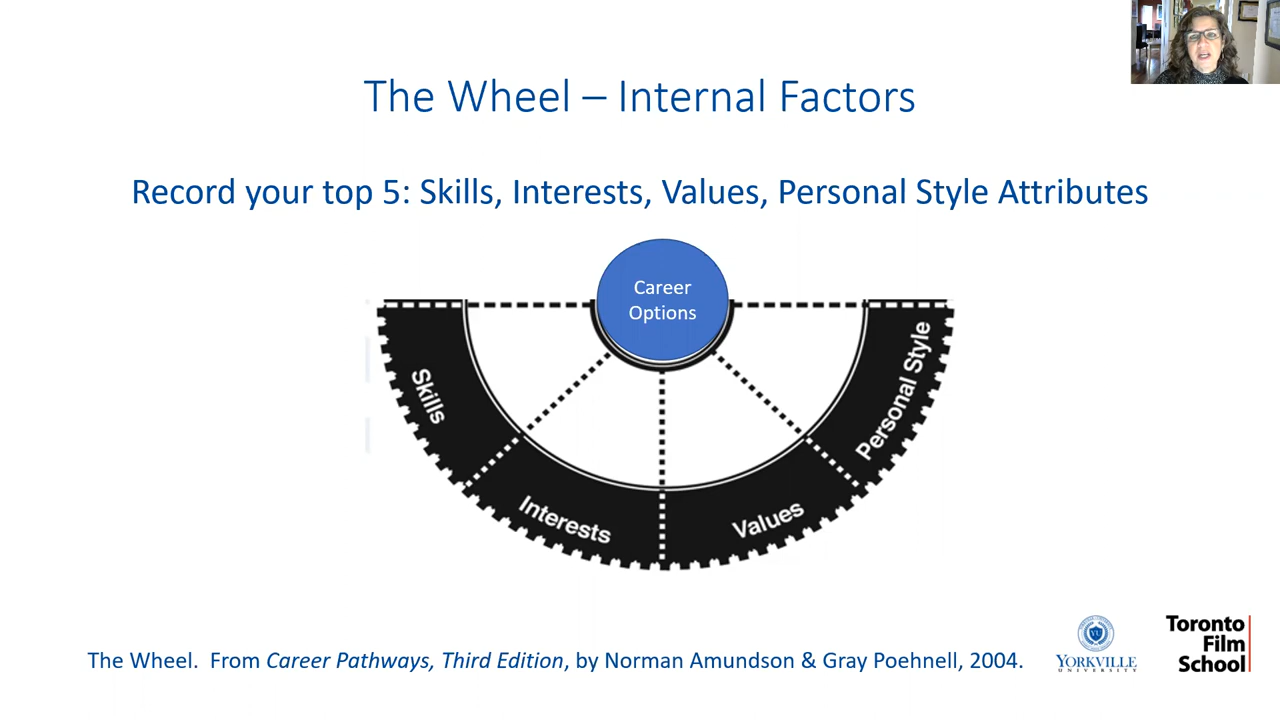 The Wheel – Internal Factors
Record your top 5: Skills, Interests, Values, Personal Style Attributes
Career
Options
Skills
Interests
Values
Personal Style
The Wheel.  From Career Pathways, Third Edition, by Norman Amundson & Gray Poehnell, 2004.
YORKVILLE
UNIVERSITY
Toronto
Film
School